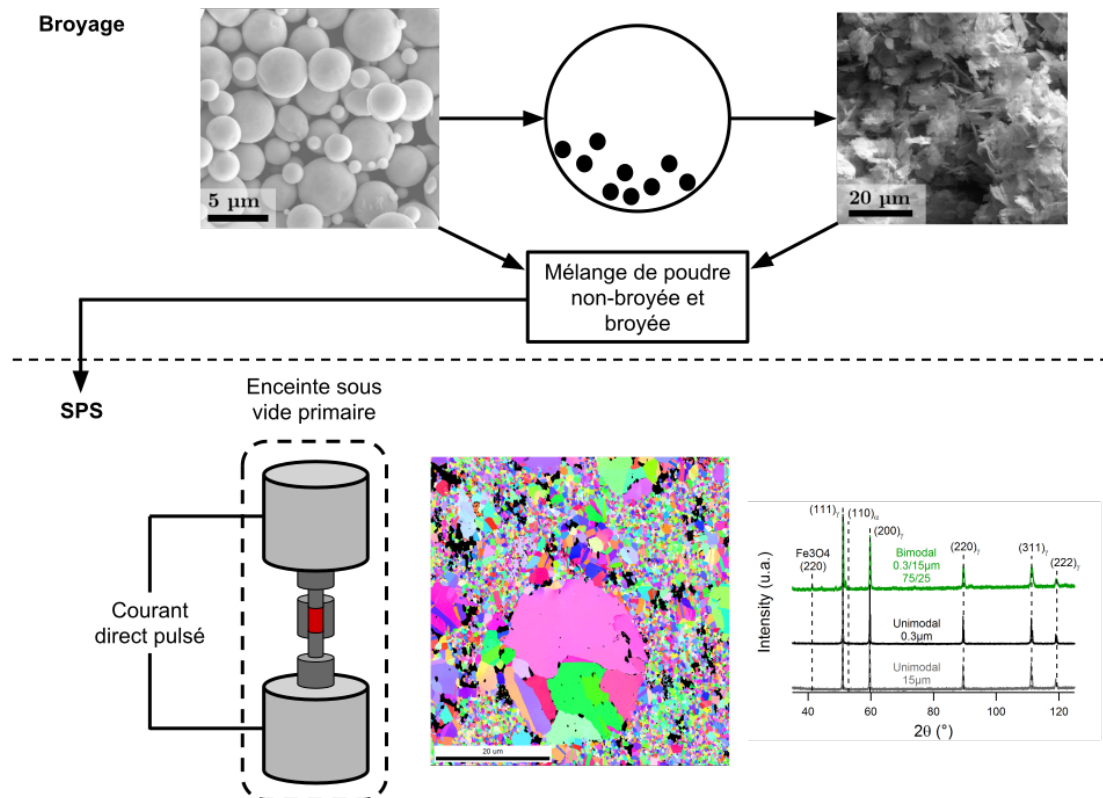 Broyage
5 µm
20 µm
Mélange de poudre
non-broyée et
broyée
SPS
Enceinte sous
vide primaire
Courant
direct pulsé
20 um
Intensity (u.a.)
(111)γ
(110)α
(200)γ
(220)γ
(311)γ
(222)γ
Fe3O4
(220)
Bimodal
0.3/15µm
75/25
Unimodal
0.3µm
Unimodal
15µm
40 60 80 100 120
2θ (°)